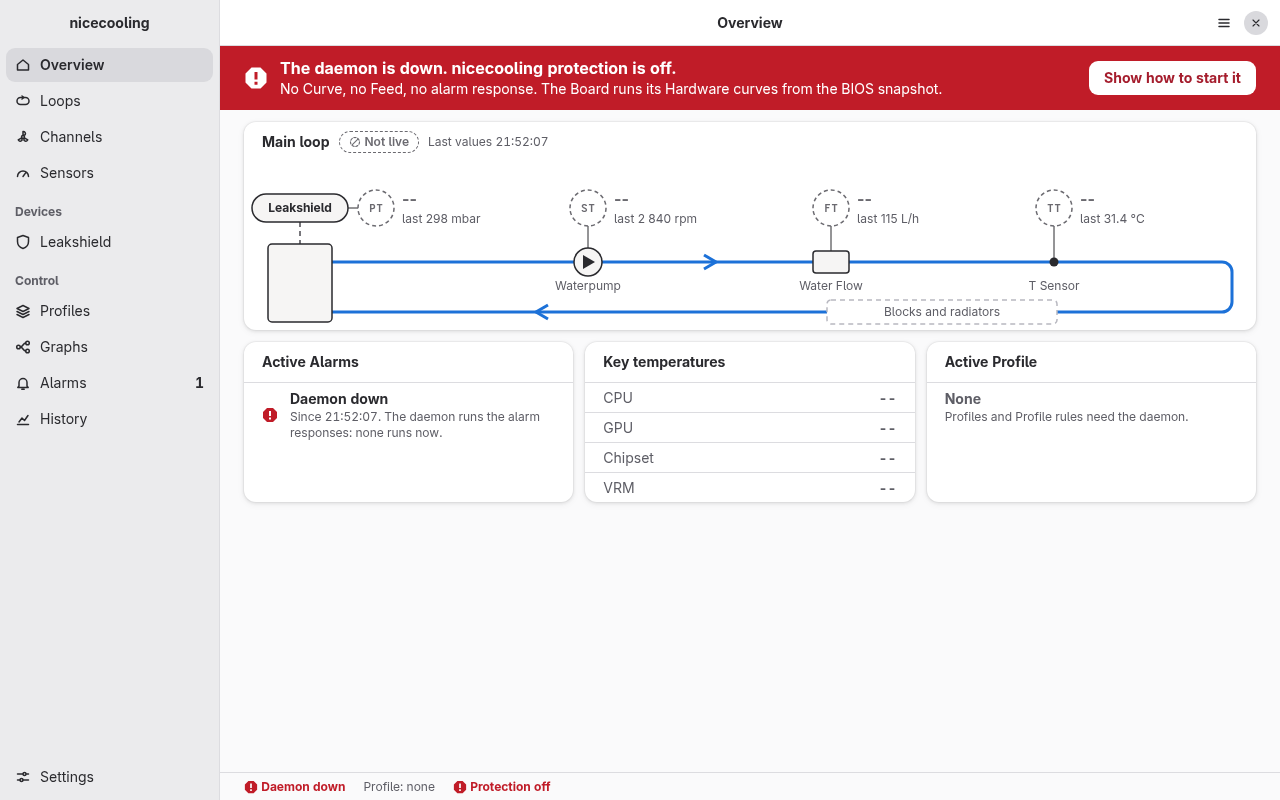 nicecooling
Overview
Loops
Channels
Sensors
Devices
Leakshield
Control
Profiles
Graphs
Alarms 1
History
Settings
Overview
The daemon is down. nicecooling protection is off.
No Curve, no Feed, no alarm response. The Board runs its Hardware curves from the BIOS snapshot.
Show how to start it
Main loop Not live Last values 21:52:07
Leakshield PT -- last 298 mbar
ST -- last 2 840 rpm
FT -- last 115 L/h
TT -- last 31.4 °C
Waterpump
Water Flow
T Sensor
Blocks and radiators
Active Alarms
Daemon down
Since 21:52:07. The daemon runs the alarm
responses: none runs now.
Key temperatures
CPU --
GPU --
Chipset --
VRM --
Active Profile
None
Profiles and Profile rules need the daemon.
Daemon down Profile: none Protection off